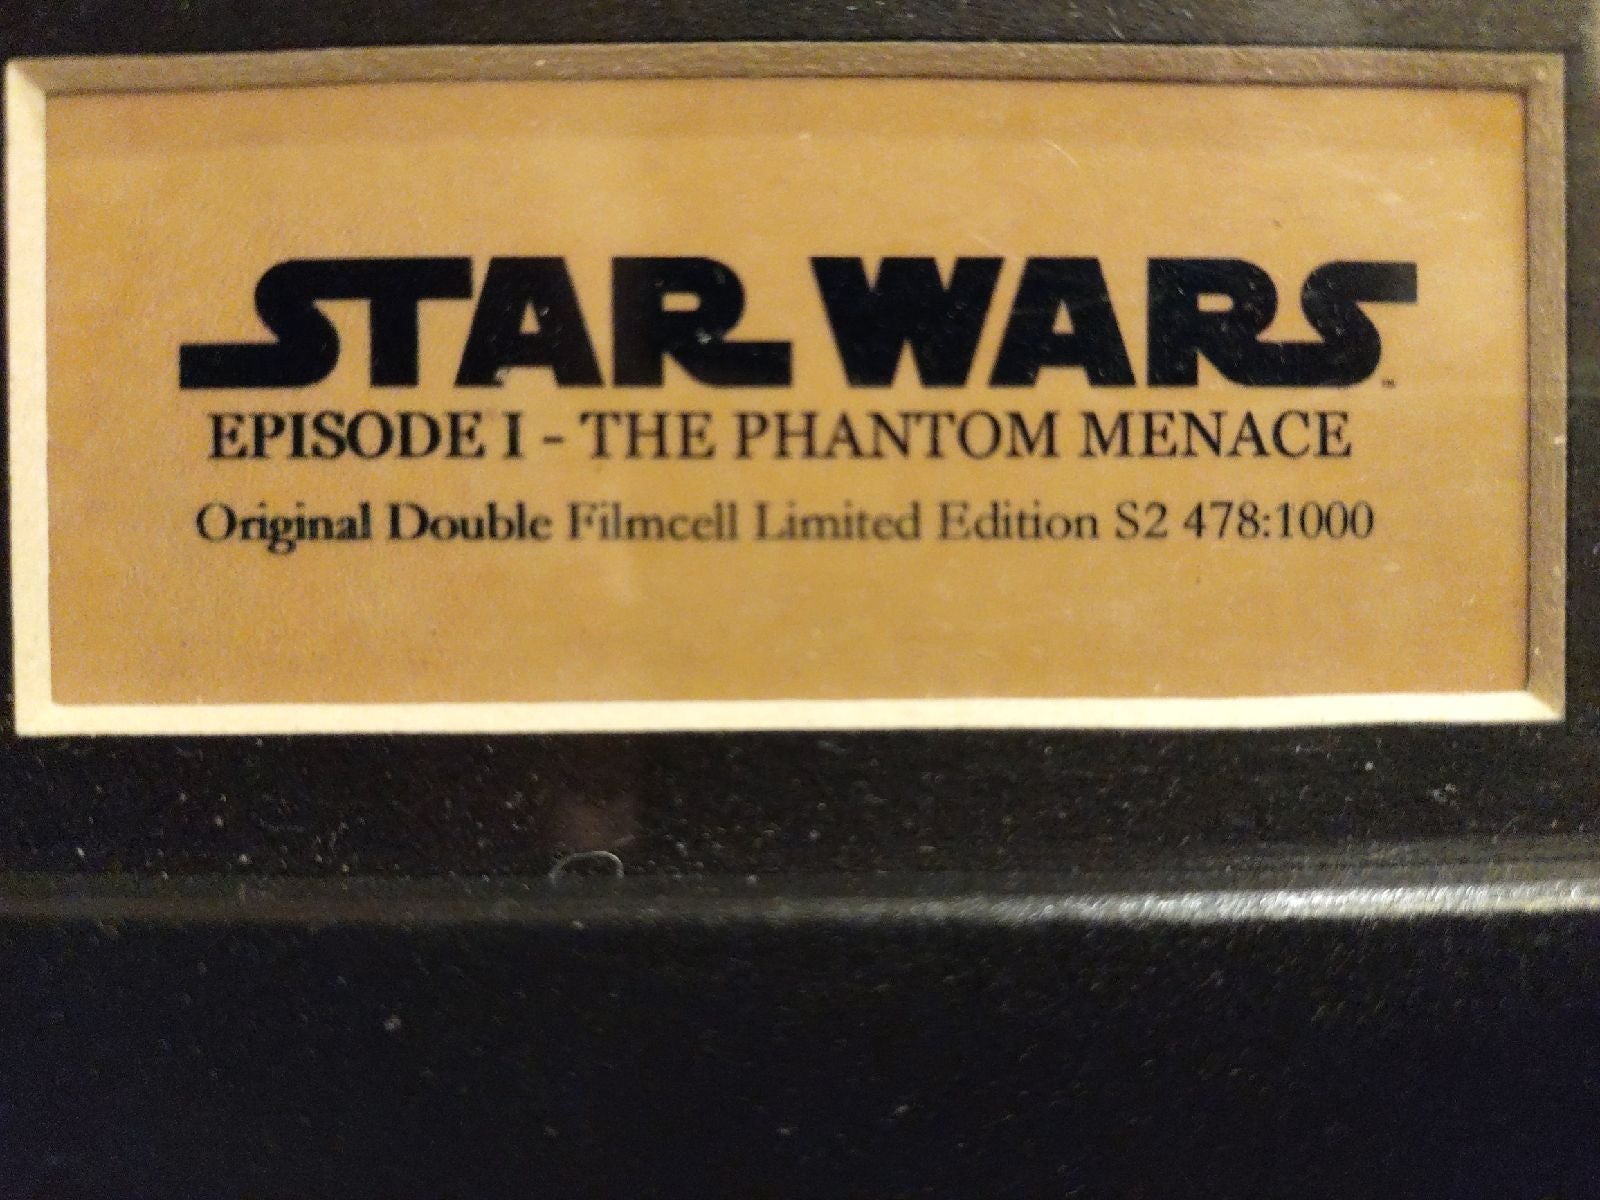 STAR WARS
EPISODE I - THE PHANTOM MENACE
Original Double Filmcell Limited Edition S2 478:1000